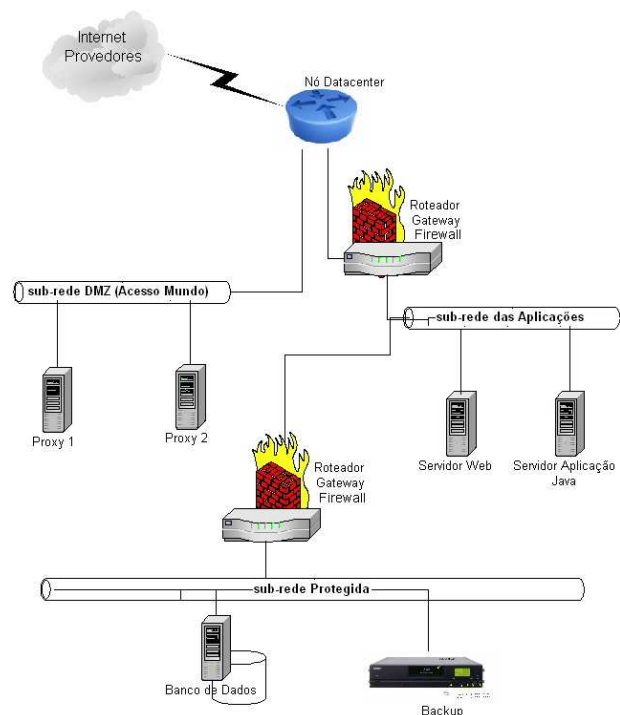 Internet
Provedores
Nó Datacenter
Roteador
Gateway
Firewall
sub-rede DMZ (Acesso Mundo)
sub-rede das Aplicações
Proxy 1
Proxy 2
Servidor Web
Servidor Aplicação
Java
Roteador
Gateway
Firewall
sub-rede Protegida
Banco de Dados
Backup